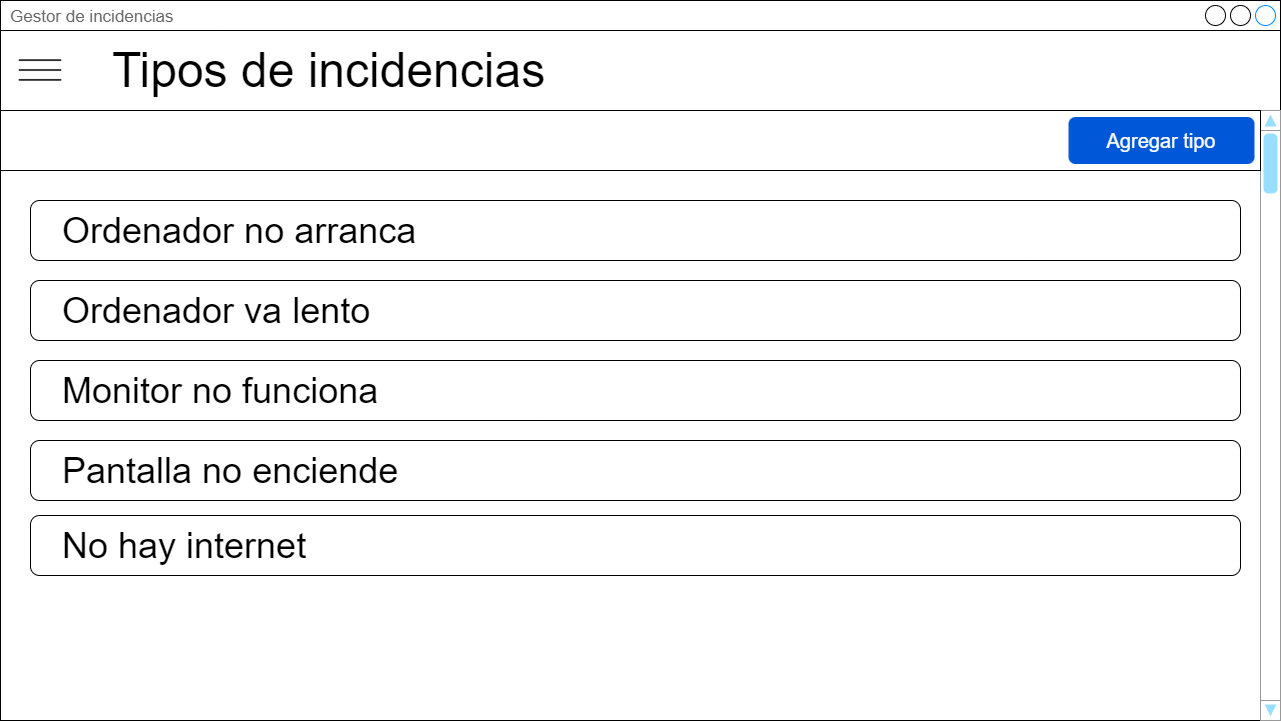 Gestor de incidencias
Tipos de incidencias
Agregar tipo
Ordenador no arranca
Ordenador va lento
Monitor no funciona
Pantalla no enciende
No hay internet